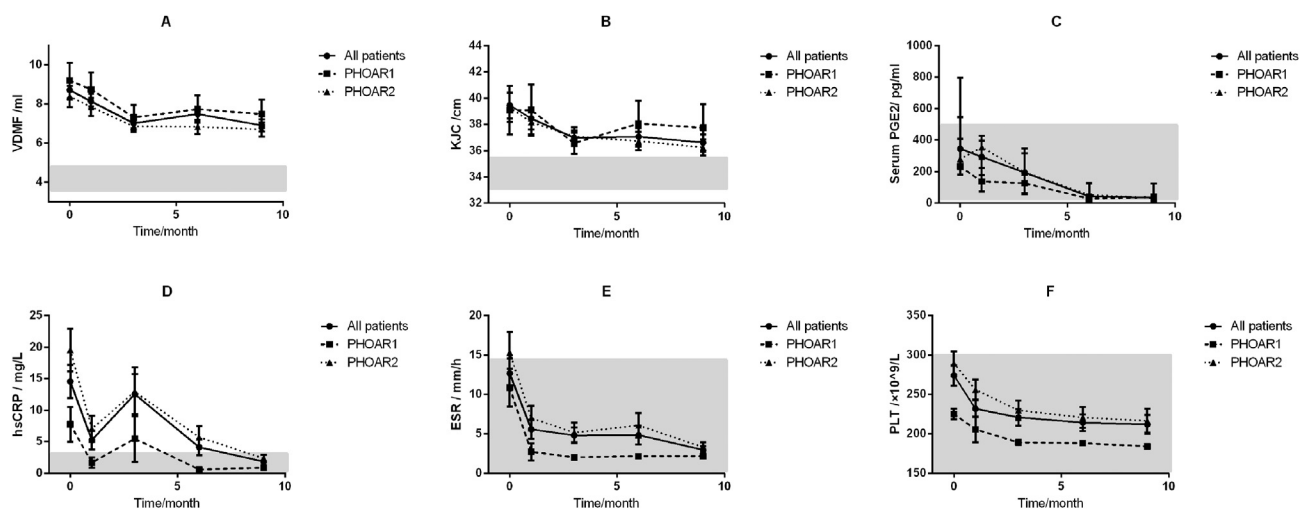 A
VDMF /ml
10
8
6
4
0
5
10
Time/month
All patients
PHOAR1
PHOAR2
B
KJC /cm
44
42
40
38
36
34
32
0
5
10
Time/month
All patients
PHOAR1
PHOAR2
C
Serum PGE2/ pg/ml
1000
800
600
400
200
0
0
5
10
Time/month
All patients
PHOAR1
PHOAR2
D
hsCRP / mg/L
25
20
15
10
5
0
0
5
10
Time/month
All patients
PHOAR1
PHOAR2
E
ESR / mm/h
20
15
10
5
0
0
5
10
Time/month
All patients
PHOAR1
PHOAR2
F
PLT /×10^9/L
350
300
250
200
150
0
5
10
Time/month
All patients
PHOAR1
PHOAR2